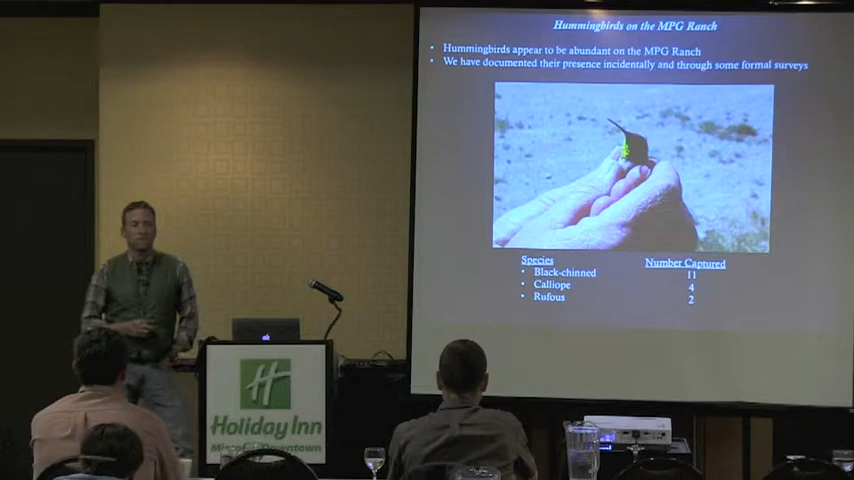 Hummingbirds on the MPG Ranch
• Hummingbirds appear to be abundant on the MPG Ranch
• We have documented their presence incidentally and through some formal surveys
Species Number Captured
• Black-chinned 11
• Calliope 4
• Rufous 2
H
Holiday Inn
Downtown